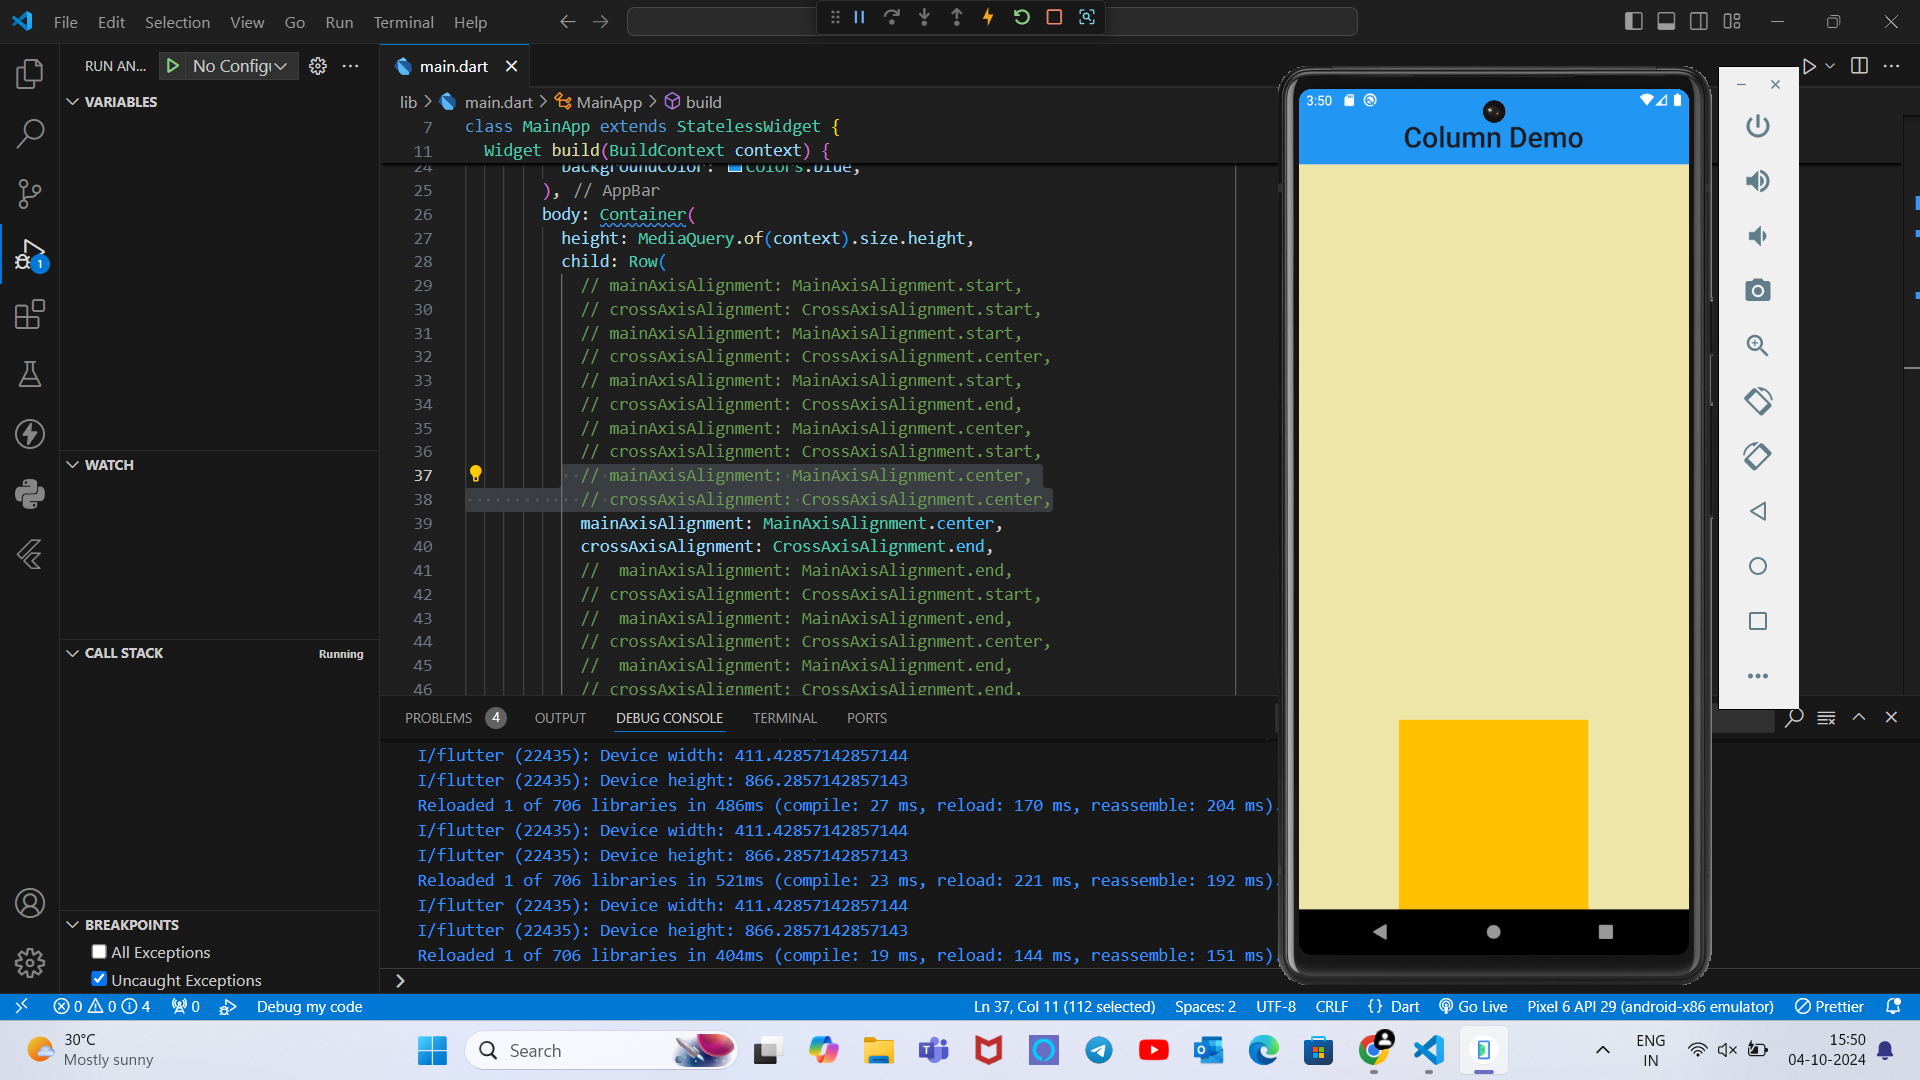 File Edit Selection View Go Run Terminal Help
RUN AN... No Config
main.dart
lib main.dart MainApp build
VARIABLES
WATCH
CALL STACK
Running
BREAKPOINTS
All Exceptions
Uncaught Exceptions
1
7 class MainApp extends StatelessWidget {
11 Widget build(BuildContext context) {
24 backgroundColor: Colors.blue,
25 ), // AppBar
26 body: Container(
27 height: MediaQuery.of(context).size.height,
28 child: Row(
29 // mainAxisAlignment: MainAxisAlignment.start,
30 // crossAxisAlignment: CrossAxisAlignment.start,
31 // mainAxisAlignment: MainAxisAlignment.start,
32 // crossAxisAlignment: CrossAxisAlignment.center,
33 // mainAxisAlignment: MainAxisAlignment.start,
34 // crossAxisAlignment: CrossAxisAlignment.end,
35 // mainAxisAlignment: MainAxisAlignment.center,
36 // crossAxisAlignment: CrossAxisAlignment.start,
37 // mainAxisAlignment: MainAxisAlignment.center,
38 // crossAxisAlignment: CrossAxisAlignment.center,
39 mainAxisAlignment: MainAxisAlignment.center,
40 crossAxisAlignment: CrossAxisAlignment.end,
41 // mainAxisAlignment: MainAxisAlignment.end,
42 // crossAxisAlignment: CrossAxisAlignment.start,
43 // mainAxisAlignment: MainAxisAlignment.end,
44 // crossAxisAlignment: CrossAxisAlignment.center,
45 // mainAxisAlignment: MainAxisAlignment.end,
46 // crossAxisAlignment: CrossAxisAlignment.end,
PROBLEMS 4 OUTPUT DEBUG CONSOLE TERMINAL PORTS
I/flutter (22435): Device width: 411.42857142857144
I/flutter (22435): Device height: 866.2857142857143
Reloaded 1 of 706 libraries in 486ms (compile: 27 ms, reload: 170 ms, reassemble: 204 ms).
I/flutter (22435): Device width: 411.42857142857144
I/flutter (22435): Device height: 866.2857142857143
Reloaded 1 of 706 libraries in 521ms (compile: 23 ms, reload: 221 ms, reassemble: 192 ms).
I/flutter (22435): Device width: 411.42857142857144
I/flutter (22435): Device height: 866.2857142857143
Reloaded 1 of 706 libraries in 404ms (compile: 19 ms, reload: 144 ms, reassemble: 151 ms)
3:50
Column Demo
0 0 4 0 Debug my code Ln 37, Col 11 (112 selected) Spaces: 2 UTF-8 CRLF {} Dart Go Live Pixel 6 API 29 (android-x86 emulator) Prettier
30°C
Mostly sunny
Search
ENG
IN
15:50
04-10-2024